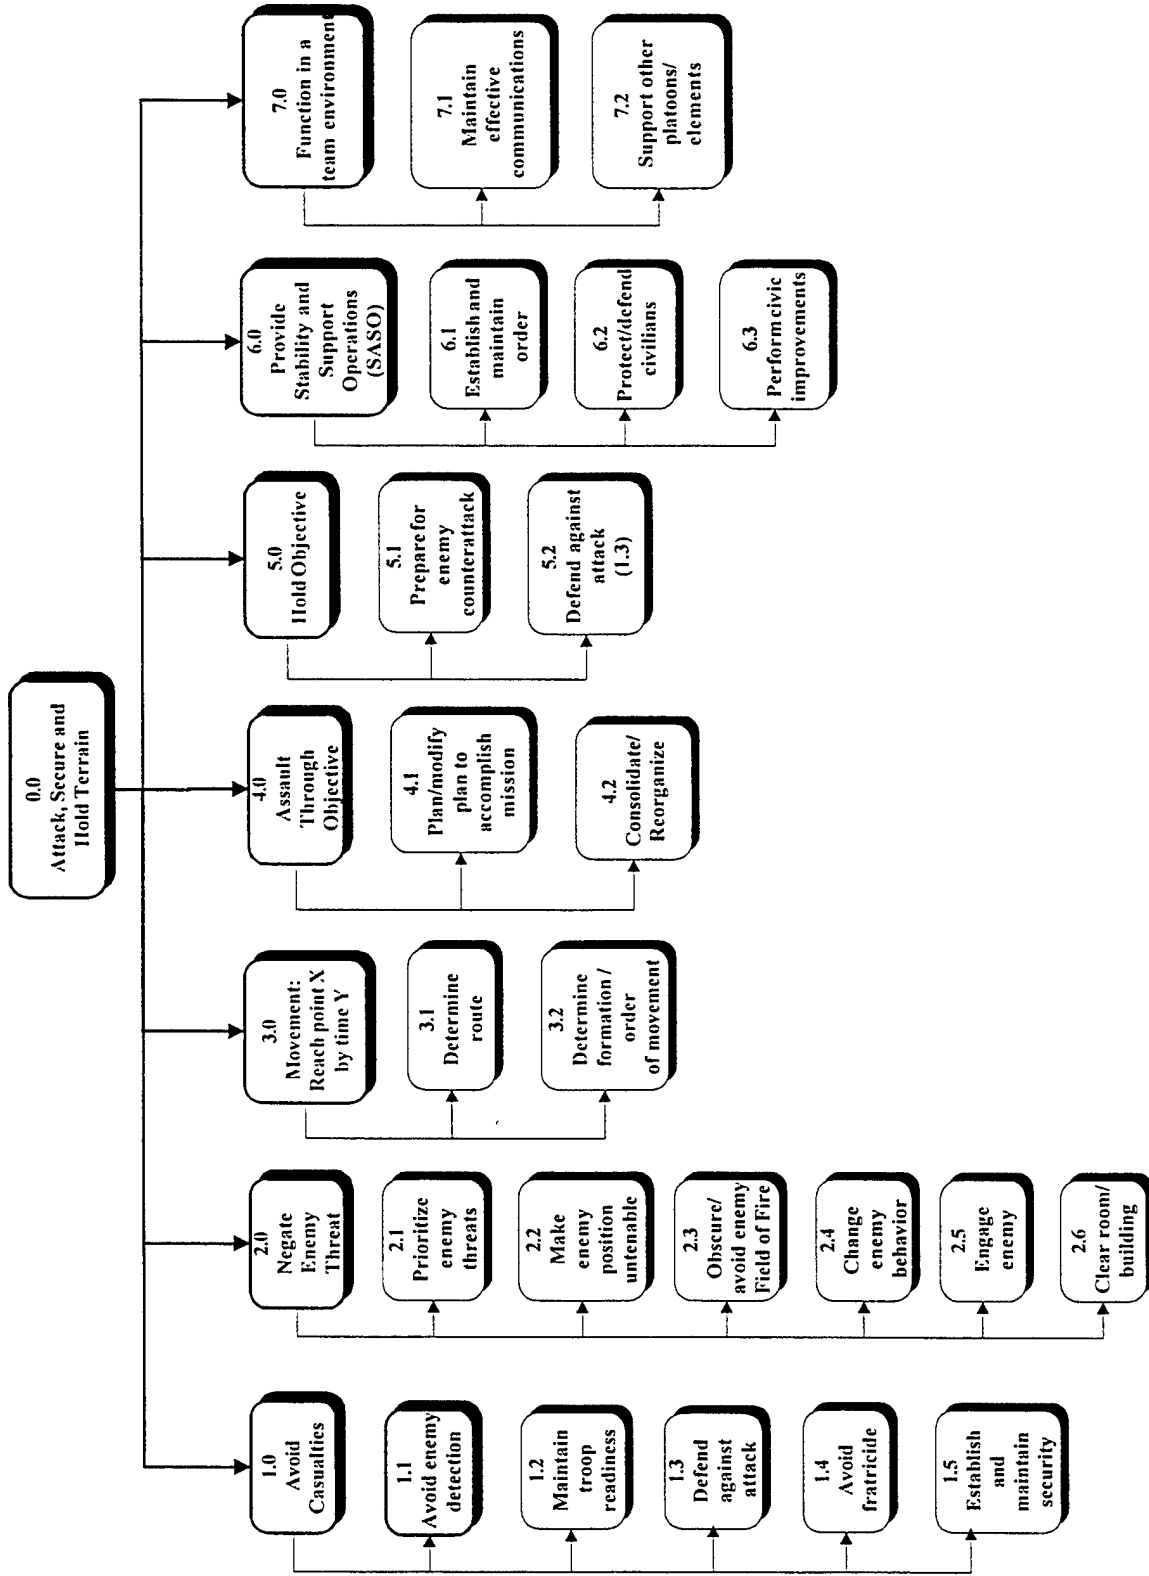 0.0
Attack, Secure and
Hold Terrain
1.0
Avoid
Casualties
1.1
Avoid enemy
detection
1.2
Maintain
troop
readiness
1.3
Defend
against
attack
1.4
Avoid
fratricide
1.5
Establish
and
maintain
security
2.0
Negate
Enemy
Threat
2.1
Prioritize
enemy
threats
2.2
Make
enemy
position
untenable
2.3
Obscure/
avoid enemy
Field of Fire
2.4
Change
enemy
behavior
2.5
Engage
enemy
2.6
Clear room/
building
3.0
Movement:
Reach point X
by time Y
3.1
Determine
route
3.2
Determine
formation /
order
of movement
4.0
Assault
Through
Objective
4.1
Plan/modify
plan to
accomplish
mission
4.2
Consolidate/
Reorganize
5.0
Hold Objective
5.1
Prepare for
enemy
counterattack
5.2
Defend against
attack
(1.3)
6.0
Provide
Stability and
Support
Operations
(SASO)
6.1
Establish and
maintain
order
6.2
Protect/defend
civilians
6.3
Perform civic
improvements
7.0
Function in a
team environment
7.1
Maintain
effective
communications
7.2
Support other
platoons/
elements